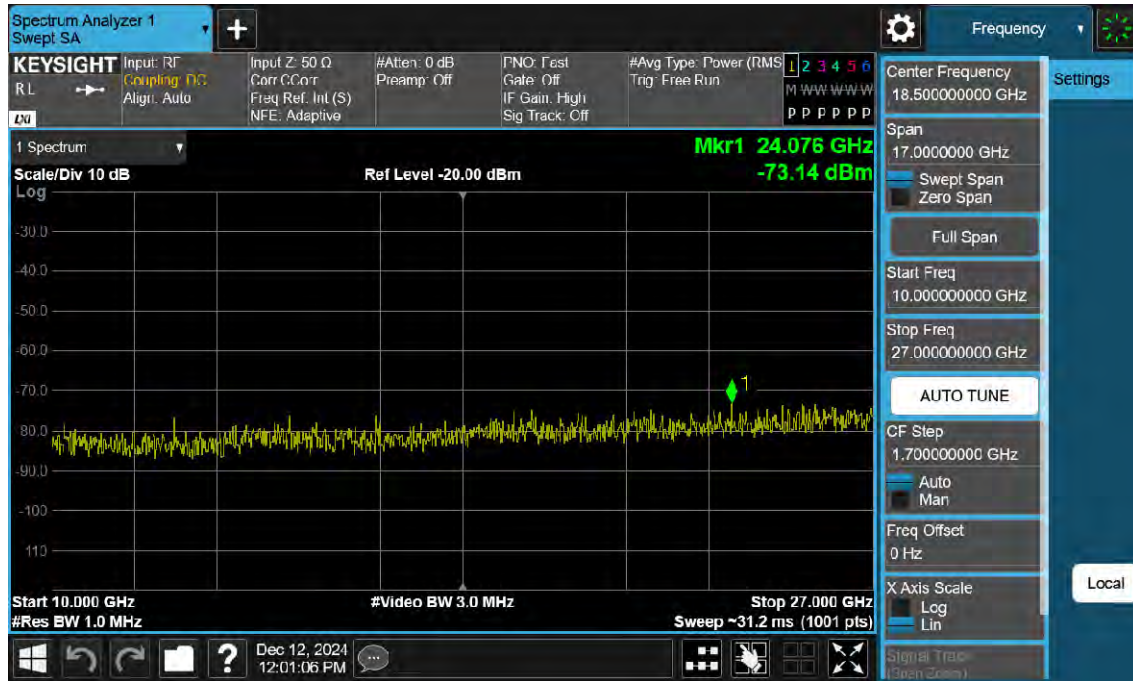 Spectrum Analyzer 1
Swept SA
Frequency
KEYSIGHT
RL
LXI
Input: RF
Coupling: DC
Align: Auto
Input Z: 50 Ω
Corr CCorr
Freq Ref: Int (S)
NFE: Adaptive
#Atten: 0 dB
Preamp: Off
PNO: Fast
Gate: Off
IF Gain: High
Sig Track: Off
#Avg Type: Power (RMS
Trig: Free Run
1 2 3 4 5 6
M W W W W W
P P P P P P
Center Frequency
18.500000000 GHz
Settings
1 Spectrum
Mkr1 24.076 GHz
-73.14 dBm
Scale/Div 10 dB
Ref Level -20.00 dBm
Log
-30.0
-40.0
-50.0
-60.0
-70.0
80.0
-90.0
-100
110
1
Start 10.000 GHz
#Video BW 3.0 MHz
Stop 27.000 GHz
#Res BW 1.0 MHz
Sweep ~31.2 ms (1001 pts)
Span
17.0000000 GHz
Swept Span
Zero Span
Full Span
Start Freq
10.000000000 GHz
Stop Freq
27.000000000 GHz
AUTO TUNE
CF Step
1.700000000 GHz
Auto
Man
Freq Offset
0 Hz
X Axis Scale
Log
Lin
Signal Track
(Span Zoom)
Local
?
Dec 12, 2024
12:01:06 PM